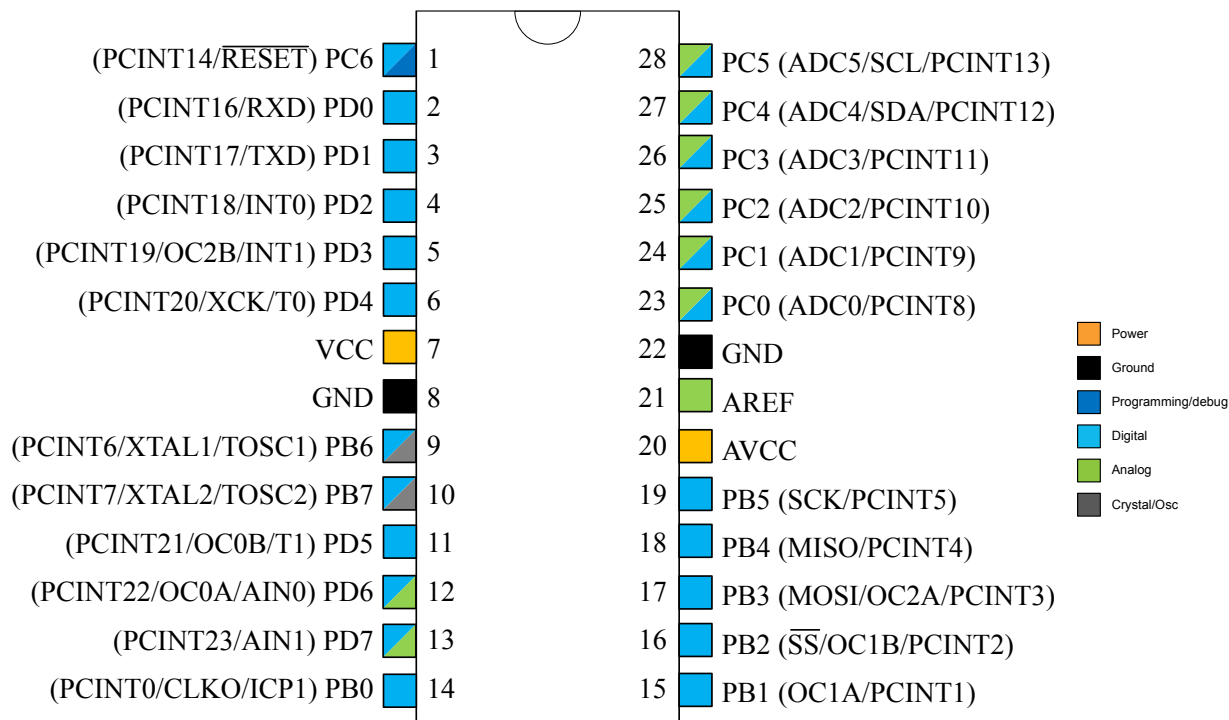 (PCINT14/RESET) PC6 1
(PCINT16/RXD) PD0 2
(PCINT17/TXD) PD1 3
(PCINT18/INT0) PD2 4
(PCINT19/OC2B/INT1) PD3 5
(PCINT20/XCK/T0) PD4 6
VCC 7
GND 8
(PCINT6/XTAL1/TOSC1) PB6 9
(PCINT7/XTAL2/TOSC2) PB7 10
(PCINT21/OC0B/T1) PD5 11
(PCINT22/OC0A/AIN0) PD6 12
(PCINT23/AIN1) PD7 13
(PCINT0/CLKO/ICP1) PB0 14
28 PC5 (ADC5/SCL/PCINT13)
27 PC4 (ADC4/SDA/PCINT12)
26 PC3 (ADC3/PCINT11)
25 PC2 (ADC2/PCINT10)
24 PC1 (ADC1/PCINT9)
23 PC0 (ADC0/PCINT8)
22 GND
21 AREF
20 AVCC
19 PB5 (SCK/PCINT5)
18 PB4 (MISO/PCINT4)
17 PB3 (MOSI/OC2A/PCINT3)
16 PB2 (SS/OC1B/PCINT2)
15 PB1 (OC1A/PCINT1)
Power
Ground
Programming/debug
Digital
Analog
Crystal/Osc